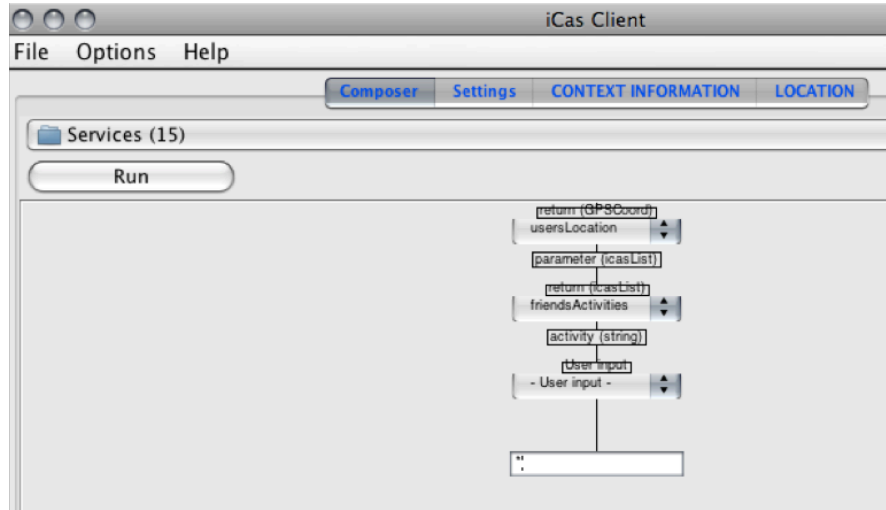 iCas Client
File Options Help
Composer Settings CONTEXT INFORMATION LOCATION
Services (15)
Run
return (GPSCoord)
usersLocation
parameter (icasList)
return (icasList)
friendsActivities
activity (string)
User input
- User input -